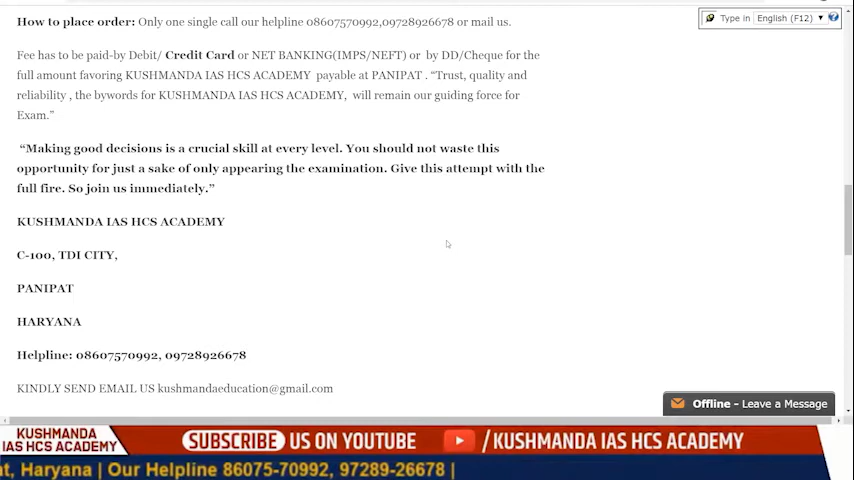 How to place order: Only one single call our helpline 08607570992,09728926678 or mail us.
Type in English (F12)
Fee has to be paid-by Debit/ Credit Card or NET BANKING(IMPS/NEFT) or by DD/Cheque for the
full amount favoring KUSHMANDA IAS HCS ACADEMY payable at PANIPAT . “Trust, quality and
reliability , the bywords for KUSHMANDA IAS HCS ACADEMY, will remain our guiding force for
Exam.”
“Making good decisions is a crucial skill at every level. You should not waste this
opportunity for just a sake of only appearing the examination. Give this attempt with the
full fire. So join us immediately.”
KUSHMANDA IAS HCS ACADEMY
C-100, TDI CITY,
PANIPAT
HARYANA
Helpline: 08607570992, 09728926678
KINDLY SEND EMAIL US kushmandaeducation@gmail.com
Offline - Leave a Message
KUSHMANDA
IAS HCS ACADEMY
SUBSCRIBE US ON YOUTUBE /KUSHMANDA IAS HCS ACADEMY
t, Haryana | Our Helpline 86075-70992, 97289-26678 |